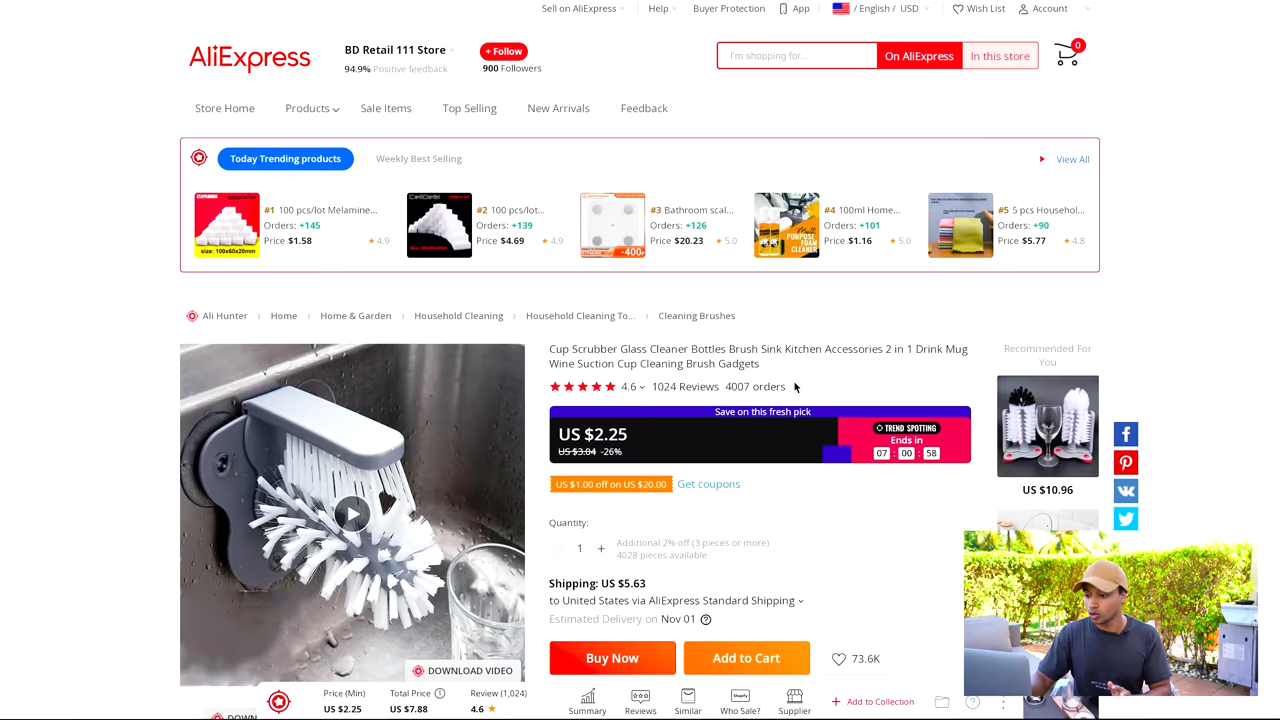 Sell on AliExpress
Help
Buyer Protection
App
/ English / USD
Wish List
Account
AliExpress
BD Retail 111 Store
94.9% Positive feedback
+ Follow
900 Followers
I'm shopping for...
On AliExpress
In this store
0
Store Home
Products
Sale Items
Top Selling
New Arrivals
Feedback
Today Trending products
Weekly Best Selling
View All
#1 100 pcs/lot Melamine...
Orders: +145
Price $1.58
4.9
size: 100x60x20mm
#2 100 pcs/lot...
Orders: +139
Price $4.69
4.9
#3 Bathroom scal...
Orders: +126
Price $20.23
5.0
-400
#4 100ml Home...
Orders: +101
Price $1.16
5.0
PURPOSE
FOAM
CLEANER
#5 5 pcs Househol...
Orders: +90
Price $5.77
4.8
Ali Hunter
Home
Home & Garden
Household Cleaning
Household Cleaning To...
Cleaning Brushes
Cup Scrubber Glass Cleaner Bottles Brush Sink Kitchen Accessories 2 in 1 Drink Mug
Wine Suction Cup Cleaning Brush Gadgets
4.6
1024 Reviews
4007 orders
Save on this fresh pick
US $2.25
US $3.04 -26%
TREND SPOTTING
Ends in
07 : 00 : 58
US $1.00 off on US $20.00
Get coupons
Quantity:
1
Additional 2% off (3 pieces or more)
4028 pieces available
Shipping: US $5.63
to United States via AliExpress Standard Shipping
Estimated Delivery on Nov 01
Buy Now
Add to Cart
73.6K
Recommended For
You
US $10.96
DOWNLOAD VIDEO
DOWN
Price (Min)
US $2.25
Total Price
US $7.88
Review (1,024)
4.6
Summary
Reviews
Similar
Shopify
Who Sale?
Supplier
+ Add to Collection